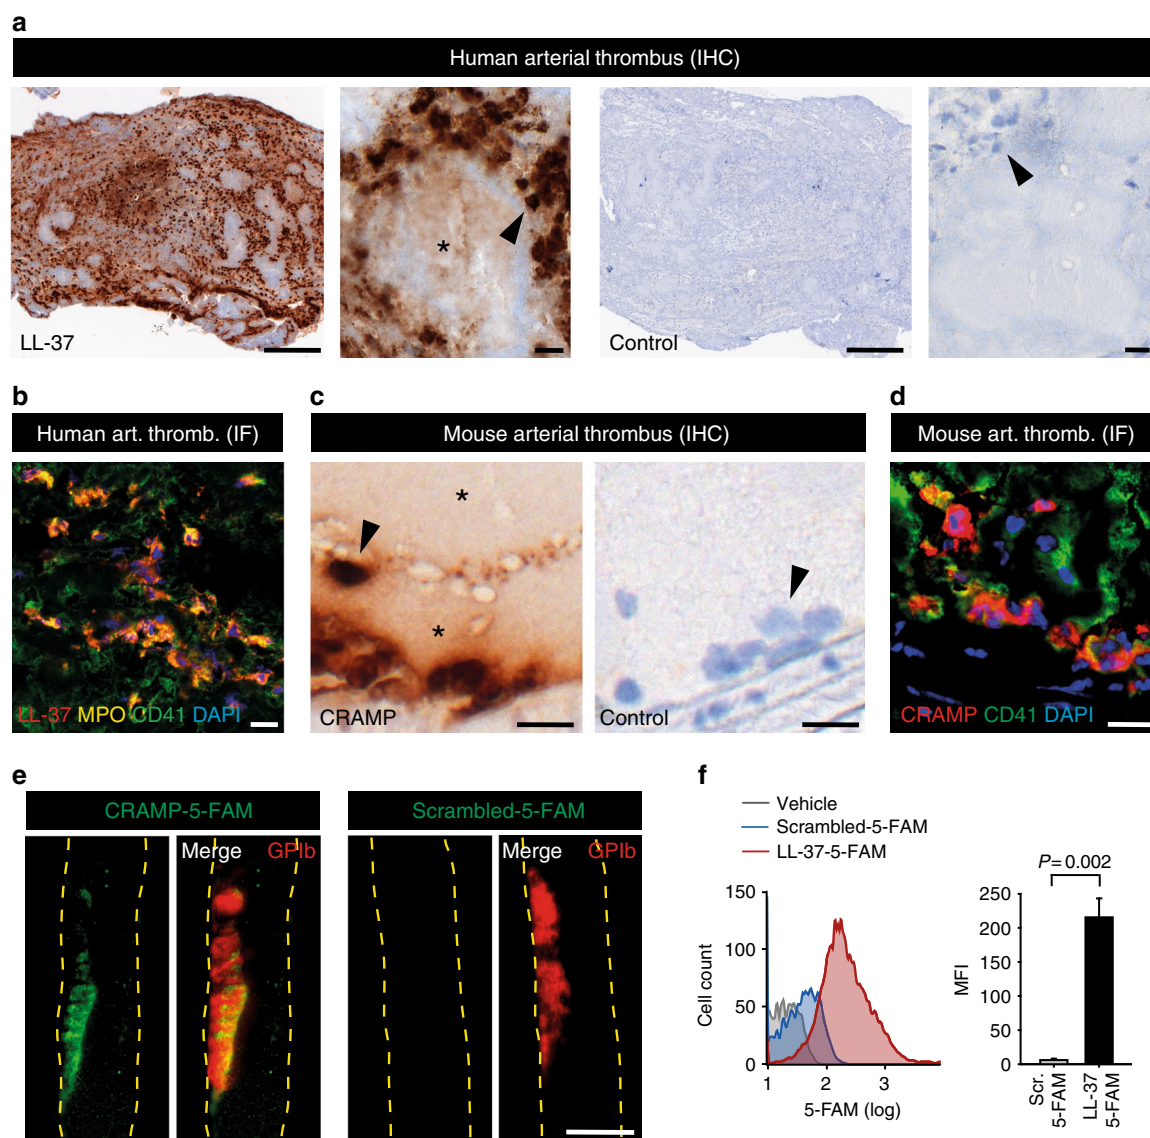 a
Human arterial thrombus (IHC)
LL-37
*
Control
b
Human art. thromb. (IF)
LL-37 MPO CD41 DAPI
c
Mouse arterial thrombus (IHC)
*
*
CRAMP
Control
d
Mouse art. thromb. (IF)
CRAMP CD41 DAPI
e
CRAMP-5-FAM
Merge GPIb
Scrambled-5-FAM
Merge GPIb
f
Vehicle
Scrambled-5-FAM
LL-37-5-FAM
150
100
50
0
Cell count
1 2 3
5-FAM (log)
P = 0.002
250
200
150
100
50
0
MFI
Scr.
5-FAM
LL-37
5-FAM